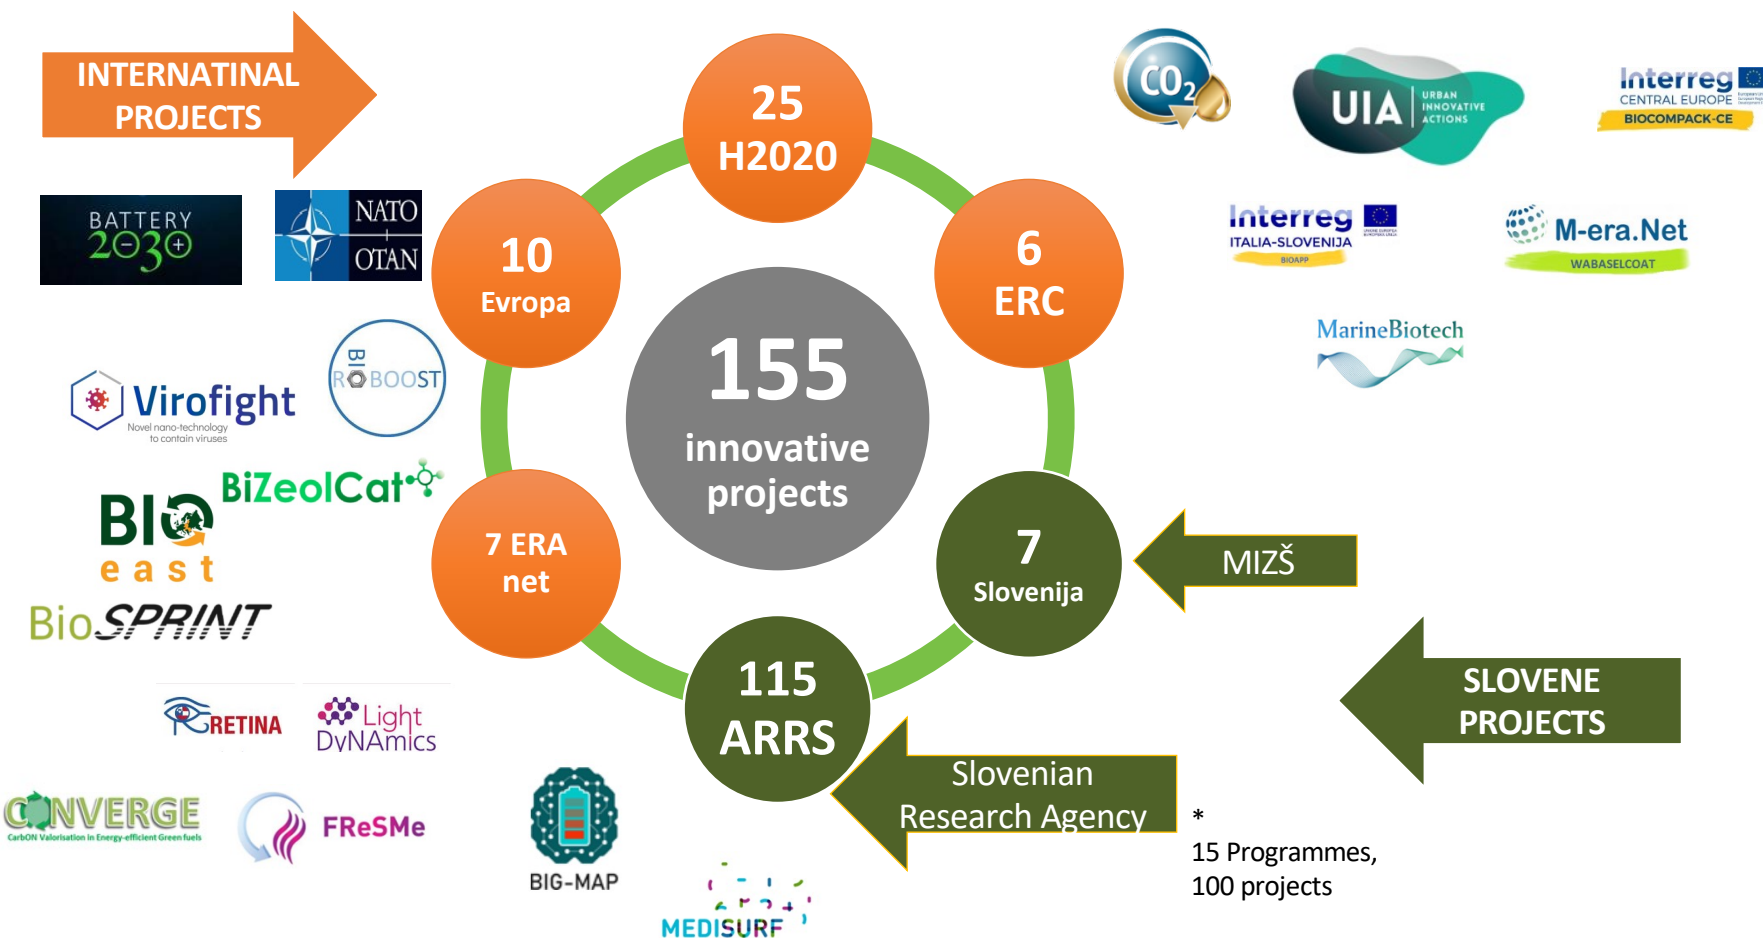 INTERNATINAL
PROJECTS
25
H2020
10
Evropa
6
ERC
155
innovative
projects
7 ERA
net
7
Slovenija
115
ARRS
MIZŠ
SLOVENE
PROJECTS
Slovenian
Research Agency
*
15 Programmes,
100 projects
CO2
UIA
URBAN
INNOVATIVE
ACTIONS
Interreg
CENTRAL EUROPE
BIOCOMPACK-CE
Interreg
ITALIA-SLOVENIJA
BIOAPP
M-era.Net
WABASELCOAT
MarineBiotech
BATTERY
2030+
NATO
OTAN
BI
ROBOOST
Virofight
Novel nano-technology
to contain viruses
BiZeolCat
BIO
east
BioSPRINT
RETINA
Light
DyNAmics
CONVERGE
CarbON Valorisation in Energy-efficient Green fuels
FReSMe
BIG-MAP
MEDISURF